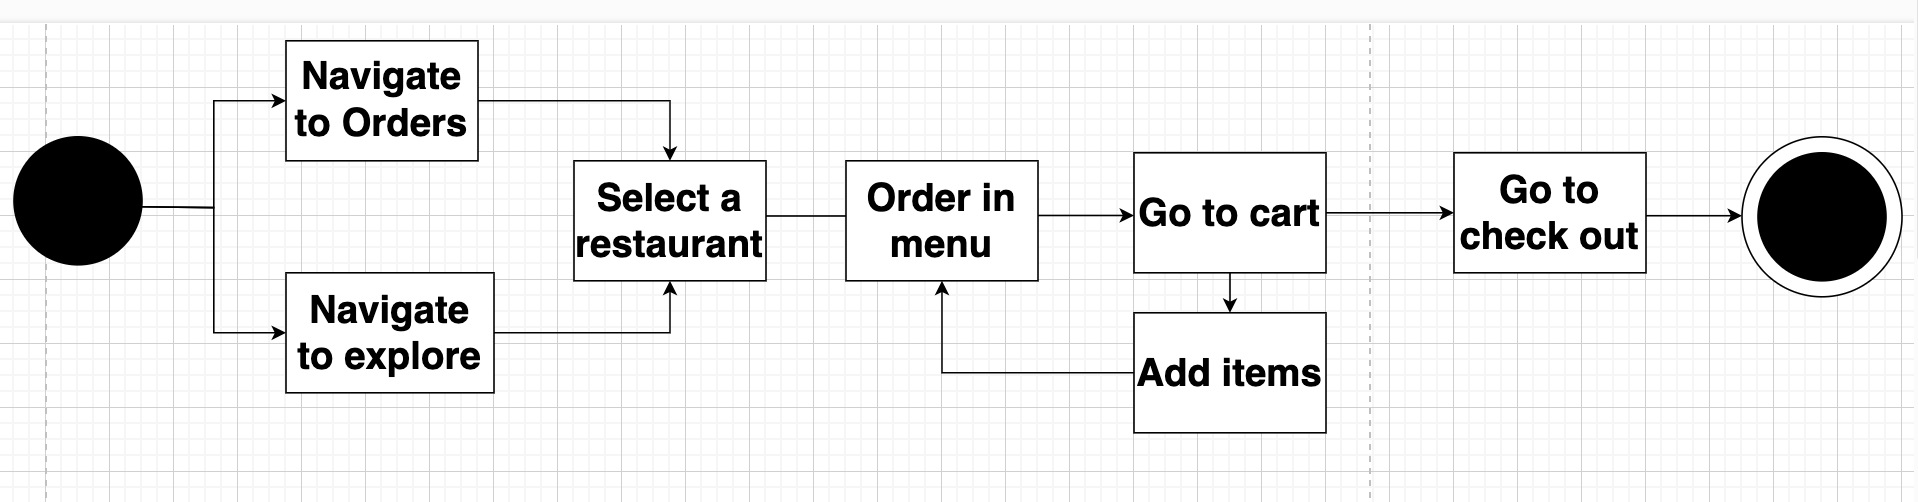 Navigate
to Orders
Navigate
to explore
Select a
restaurant
Order in
menu
Go to cart
Add items
Go to
check out